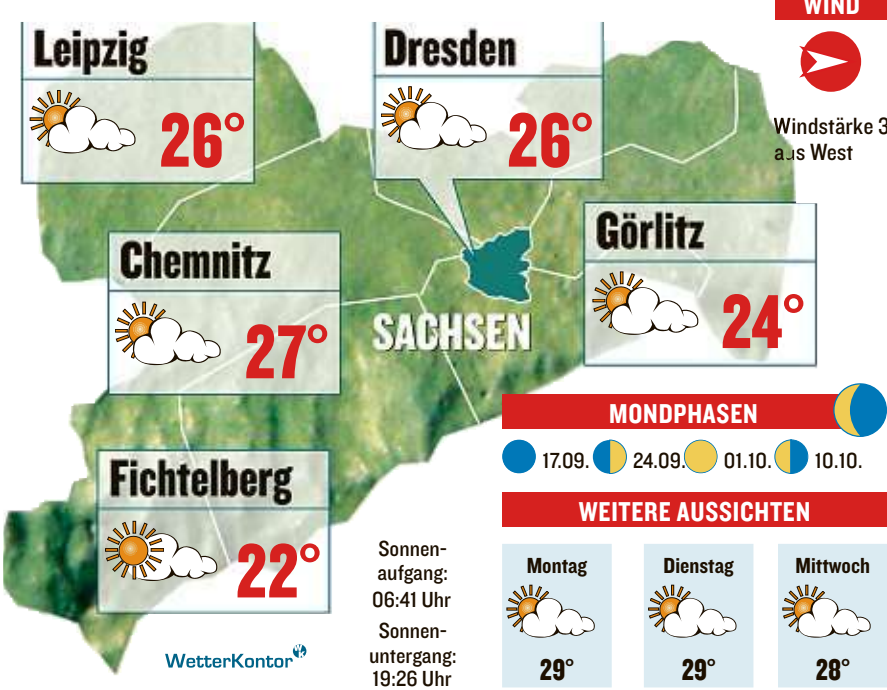 WIND
Windstärke 3
aus West
Leipzig
26°
Dresden
26°
Chemnitz
27°
Görlitz
24°
SACHSEN
Fichtelberg
22°
MONDPHASEN
17.09. 24.09. 01.10. 10.10.
WEITERE AUSSICHTEN
Montag
29°
Dienstag
29°
Mittwoch
28°
Sonnen-
aufgang:
06:41 Uhr
Sonnen-
untergang:
19:26 Uhr
WetterKontor